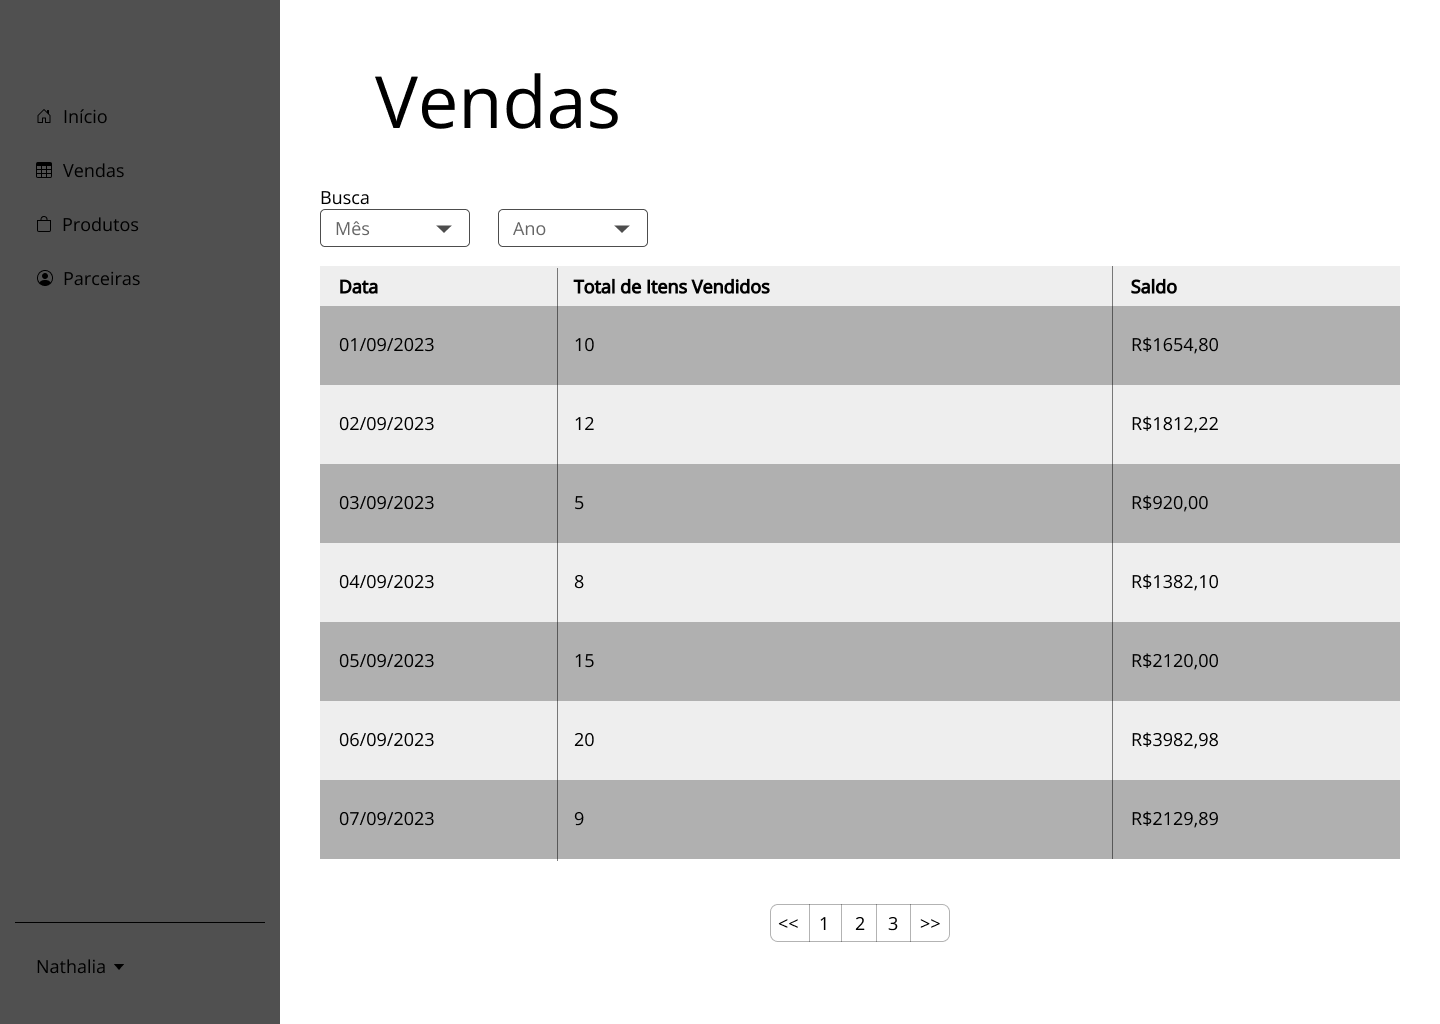 Início
Vendas
Produtos
Parceiras
Nathalia
Vendas
Busca
Mês Ano
Data Total de Itens Vendidos Saldo
01/09/2023 10 R$1654,80
02/09/2023 12 R$1812,22
03/09/2023 5 R$920,00
04/09/2023 8 R$1382,10
05/09/2023 15 R$2120,00
06/09/2023 20 R$3982,98
07/09/2023 9 R$2129,89
<< 1 2 3 >>